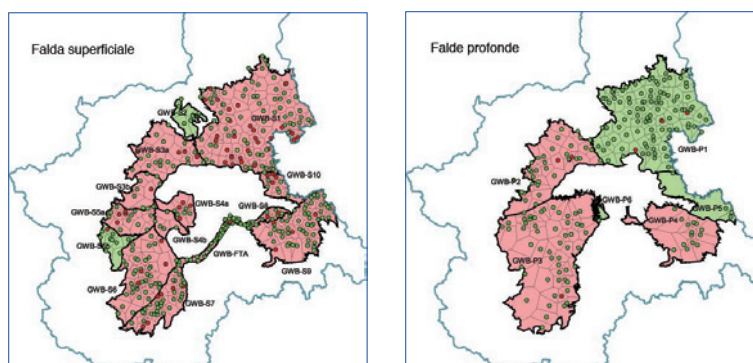 Falda superficiale
GWB-S2
GWB-S1
GWB-S3a
GWB-S3b
GWB-S10
GWB-S4a
GWB-S5a
GWB-S8
GWB-S4b
GWB-FTA
GWB-S9
GWB-S6
GWB-S7
Falde profonde
GWB-P1
GWB-P2
GWB-P6
GWB-P5
GWB-P4
GWB-P3